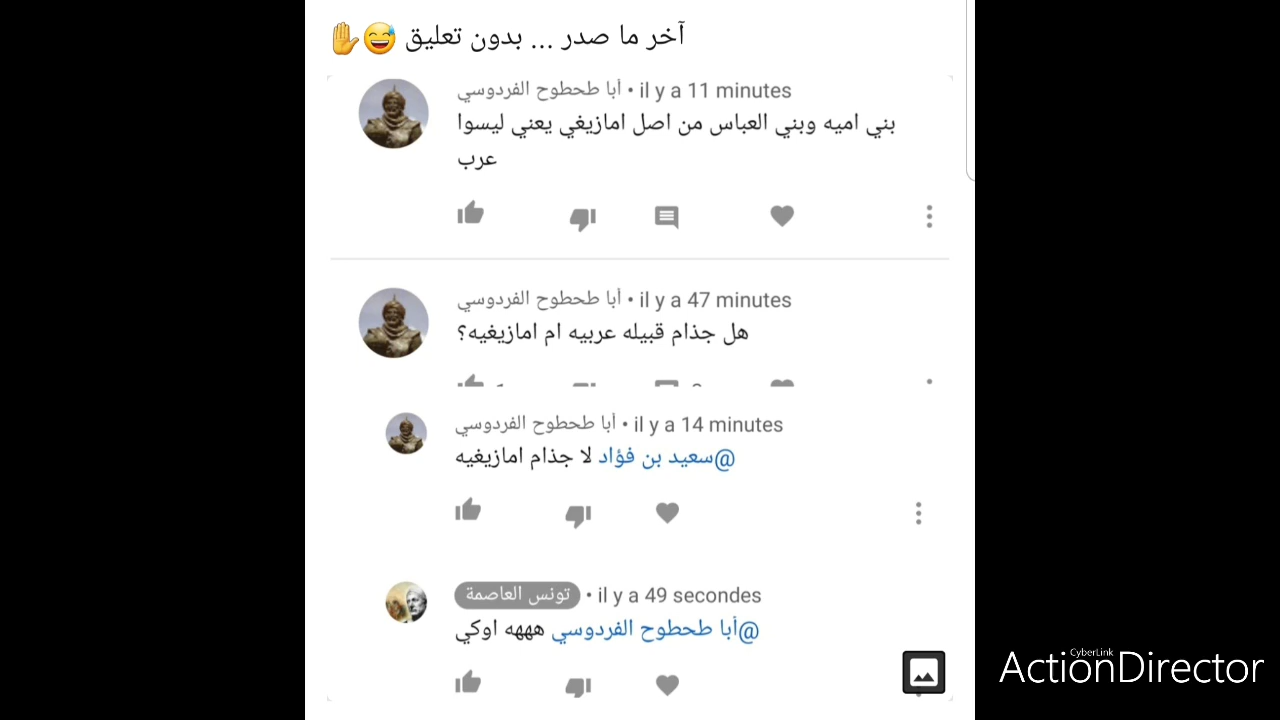 آخر ما صدر ... بدون تعليق 😅✋
أبا طحطوح الفردوسي • il y a 11 minutes
بني اميه وبني العباس من اصل امازيغي يعني ليسوا
عرب
أبا طحطوح الفردوسي • il y a 47 minutes
هل جذام قبيله عربيه ام امازيغيه؟
أبا طحطوح الفردوسي • il y a 14 minutes
@سعيد بن فؤاد لا جذام امازيغيه
تونس العاصمة • il y a 49 secondes
@أبا طحطوح الفردوسي هههه اوكي
CyberLink
ActionDirector